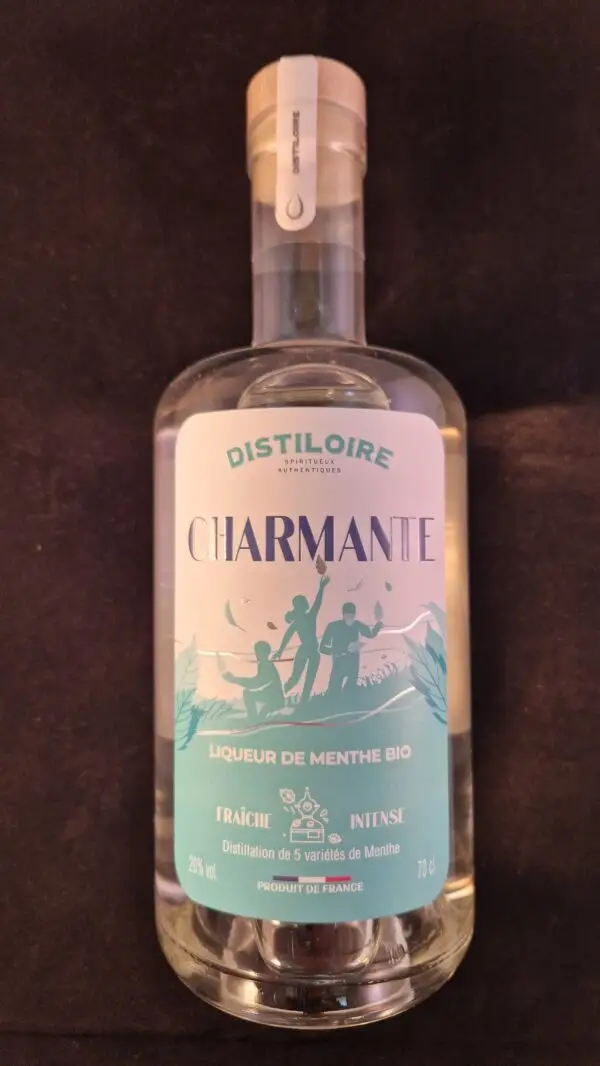 DISTILOIRE
DISTILOIRE
SPIRITUEUX
AUTHENTIQUES
CHARMANTE
LIQUEUR DE MENTHE BIO
FRAÎCHE INTENSE
Distillation de 5 variétés de Menthe
20% vol. 70 cl
PRODUIT DE FRANCE